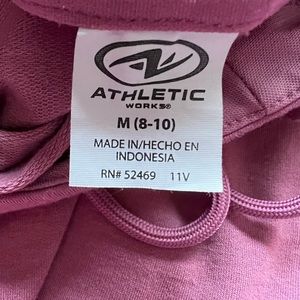 ATHLETIC
WORKS®
M (8-10)
MADE IN/HECHO EN
INDONESIA
RN# 52469 11V